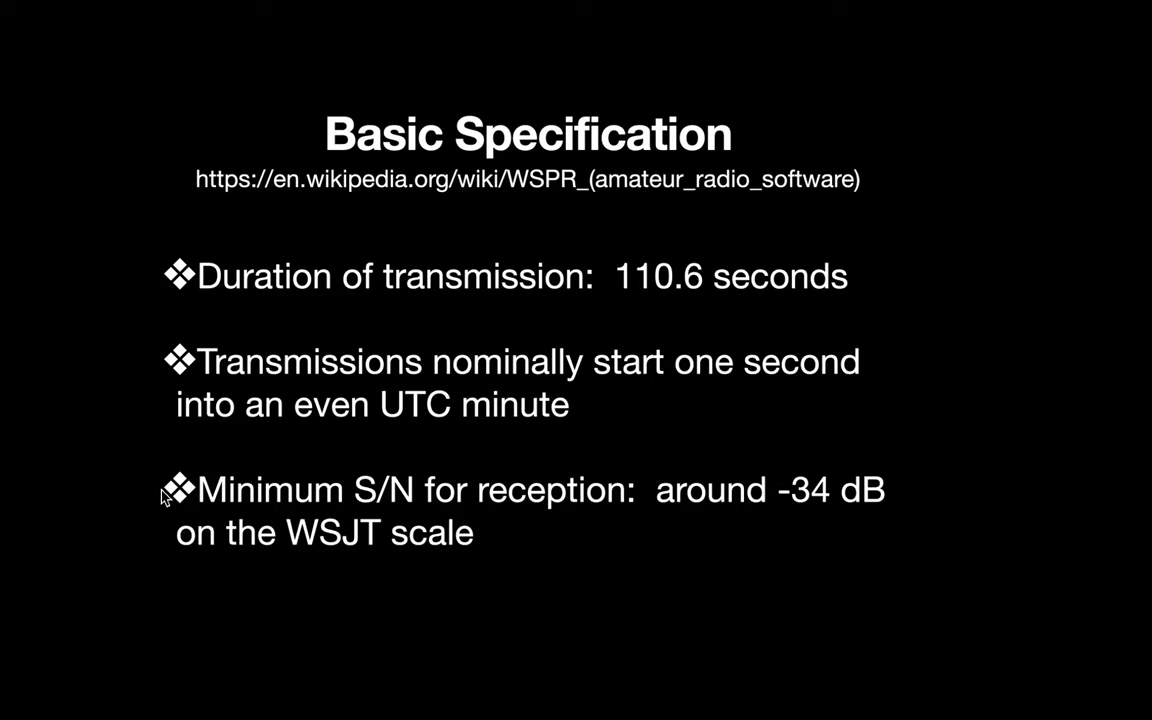 Basic Specification
https://en.wikipedia.org/wiki/WSPR_(amateur_radio_software)
❖Duration of transmission:  110.6 seconds
❖Transmissions nominally start one second
into an even UTC minute
❖Minimum S/N for reception:  around -34 dB
on the WSJT scale